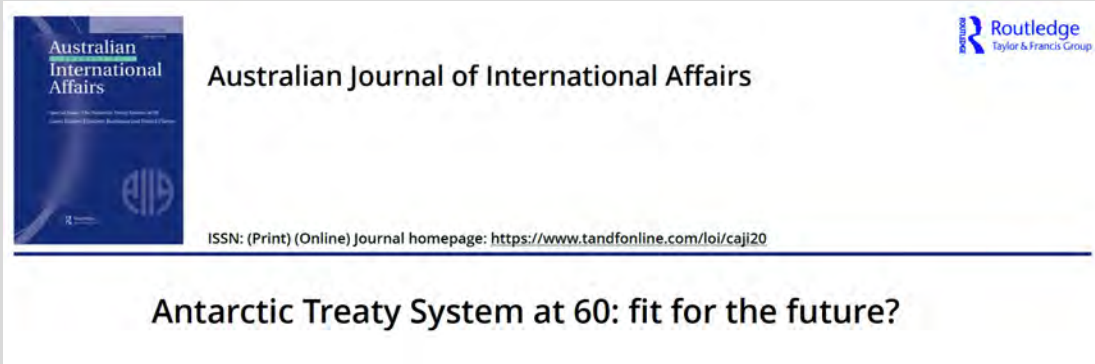 Australian
International
Affairs
Routledge
Taylor & Francis Group
ROUTLEDGE
Australian Journal of International Affairs
ISSN: (Print) (Online) Journal homepage: https://www.tandfonline.com/loi/caji20
Antarctic Treaty System at 60: fit for the future?